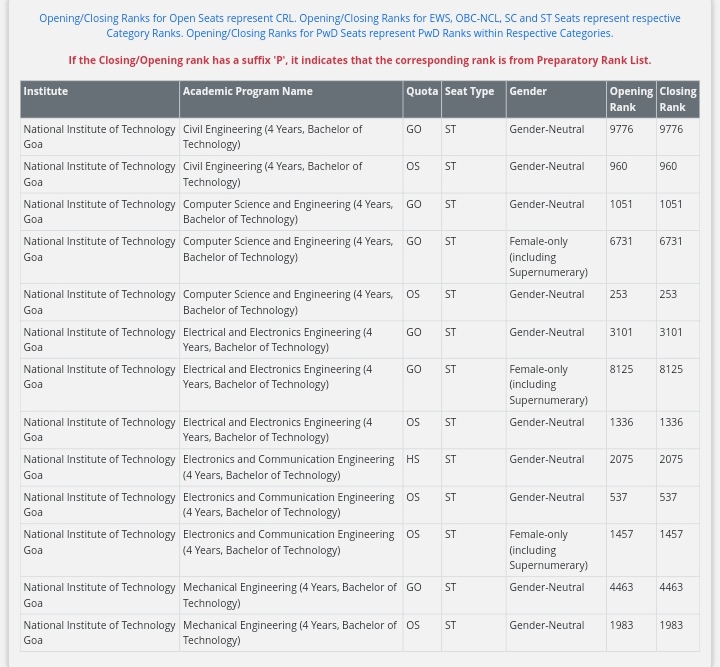 Opening/Closing Ranks for Open Seats represent CRL. Opening/Closing Ranks for EWS, OBC-NCL, SC and ST Seats represent respective
Category Ranks. Opening/Closing Ranks for PwD Seats represent PwD Ranks within Respective Categories.
If the Closing/Opening rank has a suffix 'P', it indicates that the corresponding rank is from Preparatory Rank List.
Institute Academic Program Name Quota Seat Type Gender Opening Closing
Rank Rank
National Institute of Technology Civil Engineering (4 Years, Bachelor of GO ST Gender-Neutral 9776 9776
Goa Technology)
National Institute of Technology Civil Engineering (4 Years, Bachelor of OS ST Gender-Neutral 960 960
Goa Technology)
National Institute of Technology Computer Science and Engineering (4 Years, GO ST Gender-Neutral 1051 1051
Goa Bachelor of Technology)
National Institute of Technology Computer Science and Engineering (4 Years, GO ST Female-only 6731 6731
Goa Bachelor of Technology) (including
Supernumerary)
National Institute of Technology Computer Science and Engineering (4 Years, OS ST Gender-Neutral 253 253
Goa Bachelor of Technology)
National Institute of Technology Electrical and Electronics Engineering (4 GO ST Gender-Neutral 3101 3101
Goa Years, Bachelor of Technology)
National Institute of Technology Electrical and Electronics Engineering (4 GO ST Female-only 8125 8125
Goa Years, Bachelor of Technology) (including
Supernumerary)
National Institute of Technology Electrical and Electronics Engineering (4 OS ST Gender-Neutral 1336 1336
Goa Years, Bachelor of Technology)
National Institute of Technology Electronics and Communication Engineering HS ST Gender-Neutral 2075 2075
Goa (4 Years, Bachelor of Technology)
National Institute of Technology Electronics and Communication Engineering OS ST Gender-Neutral 537 537
Goa (4 Years, Bachelor of Technology)
National Institute of Technology Electronics and Communication Engineering OS ST Female-only 1457 1457
Goa (4 Years, Bachelor of Technology) (including
Supernumerary)
National Institute of Technology Mechanical Engineering (4 Years, Bachelor of GO ST Gender-Neutral 4463 4463
Goa Technology)
National Institute of Technology Mechanical Engineering (4 Years, Bachelor of OS ST Gender-Neutral 1983 1983
Goa Technology)